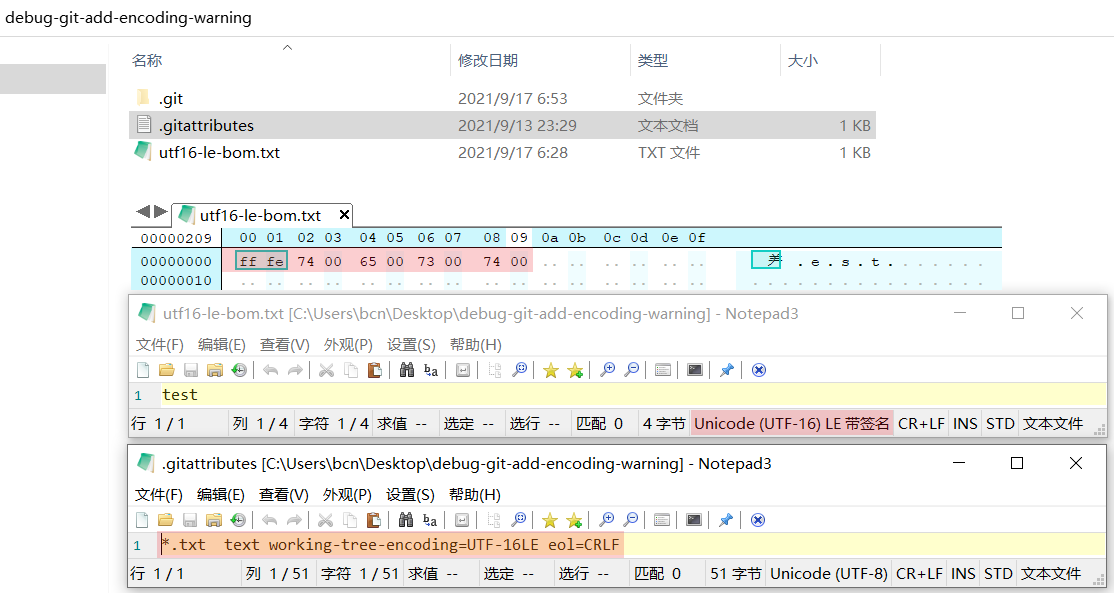 debug-git-add-encoding-warning
名称 修改日期 类型 大小
.git 2021/9/17 6:53 文件夹
.gitattributes 2021/9/13 23:29 文本文档 1 KB
utf16-le-bom.txt 2021/9/17 6:28 TXT 文件 1 KB
utf16-le-bom.txt ×
00000209 00 01 02 03 04 05 06 07 08 09 0a 0b 0c 0d 0e 0f
00000000 ff fe 74 00 65 00 73 00 74 00 .. .. .. .. .. .. .e.s.t.......
00000010 .. .. .. .. .. .. .. .. .. .. .. .. .. .. .. .. ................
utf16-le-bom.txt [C:\Users\bcn\Desktop\debug-git-add-encoding-warning] - Notepad3
文件(F) 编辑(E) 查看(V) 外观(P) 设置(S) 帮助(H)
1 test
行 1 / 1 列 1 / 4 字符 1 / 4 求值 -- 选定 -- 选行 -- 匹配 0 4 字节 Unicode (UTF-16) LE 带签名 CR+LF INS STD 文本文件
.gitattributes [C:\Users\bcn\Desktop\debug-git-add-encoding-warning] - Notepad3
文件(F) 编辑(E) 查看(V) 外观(P) 设置(S) 帮助(H)
1 *.txt  text working-tree-encoding=UTF-16LE eol=CRLF
行 1 / 1 列 1 / 51 字符 1 / 51 求值 -- 选定 -- 选行 -- 匹配 0 51 字节 Unicode (UTF-8) CR+LF INS STD 文本文件